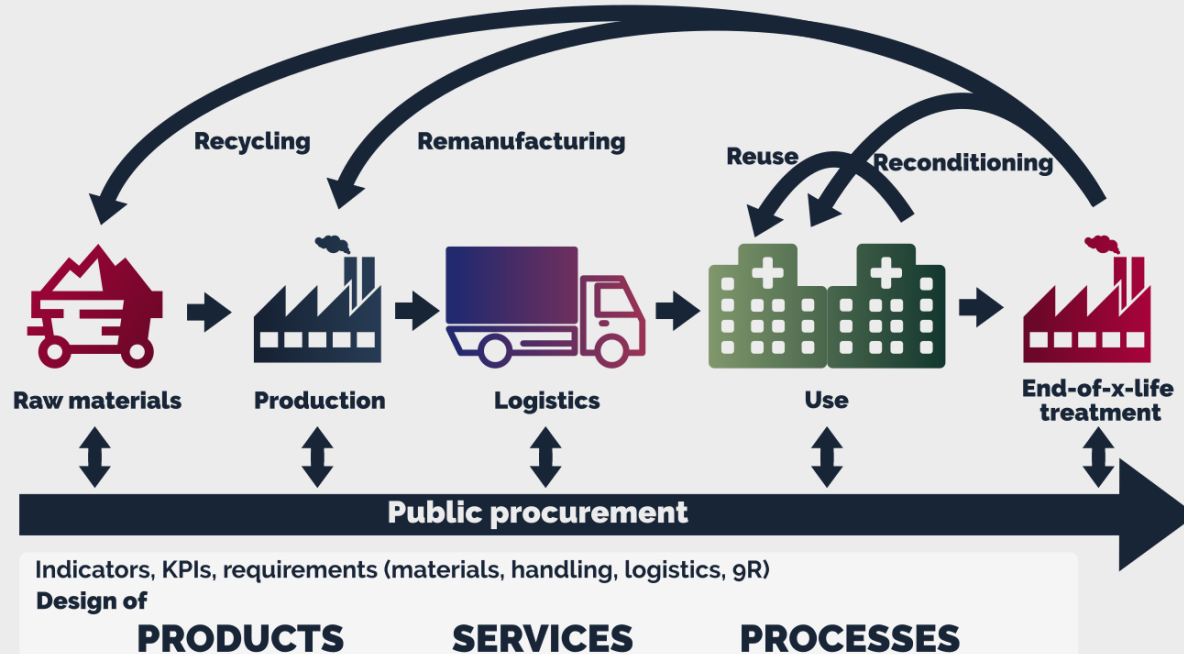 Recycling
Remanufacturing
Reuse
Reconditioning
Raw materials
Production
Logistics
Use
End-of-x-life
treatment
Public procurement
Indicators, KPIs, requirements (materials, handling, logistics, 9R)
Design of
PRODUCTS SERVICES PROCESSES